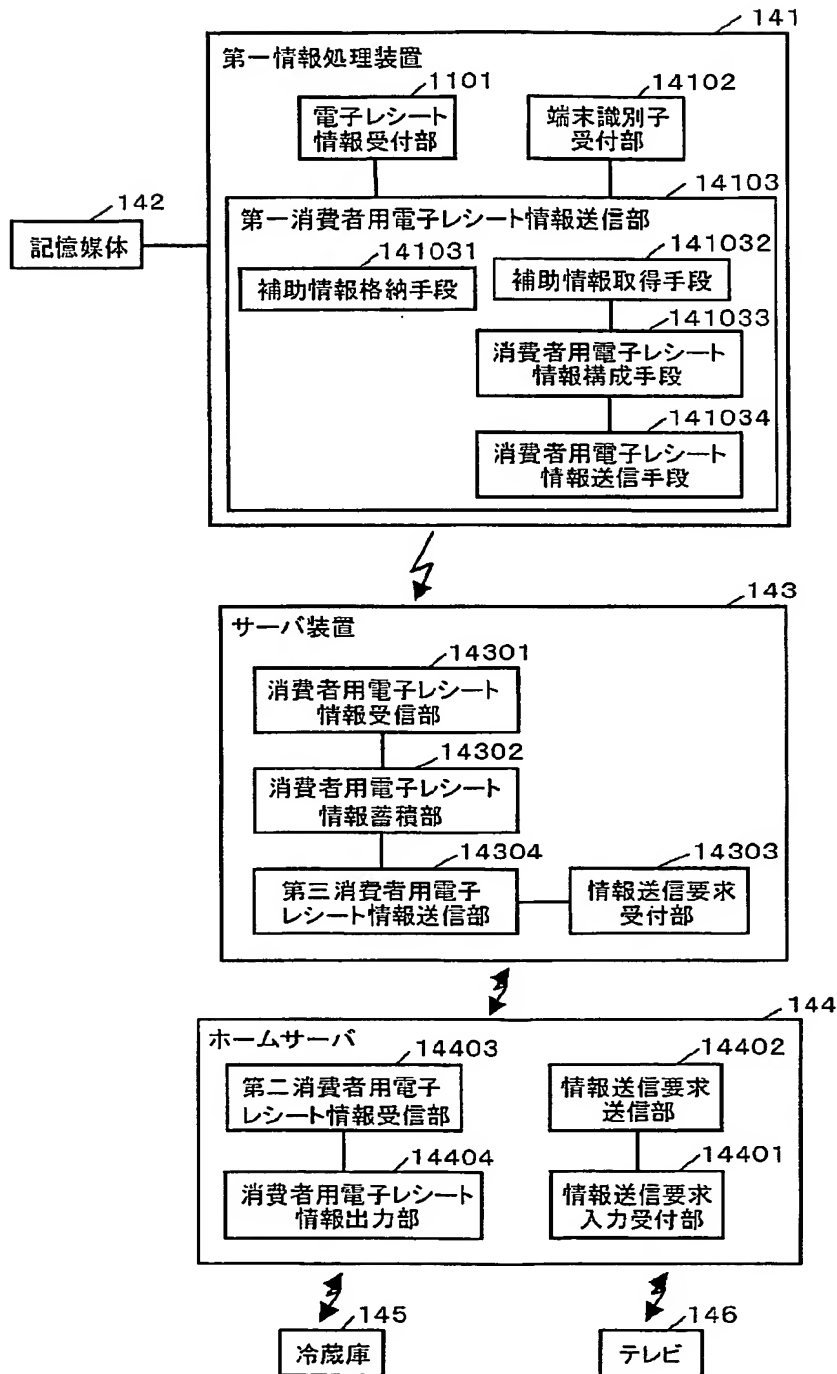 141
第一情報処理装置
1101
電子レシート
情報受付部
14102
端末識別子
受付部
142
記憶媒体
14103
第一消費者用電子レシート情報送信部
141031
補助情報格納手段
141032
補助情報取得手段
141033
消費者用電子レシート
情報構成手段
141034
消費者用電子レシート
情報送信手段
143
サーバ装置
14301
消費者用電子レシート
情報受信部
14302
消費者用電子レシート
情報蓄積部
14304
第三消費者用電子
レシート情報送信部
14303
情報送信要求
受付部
144
ホームサーバ
14403
第二消費者用電子
レシート情報受信部
14402
情報送信要求
送信部
14404
消費者用電子レシート
情報出力部
14401
情報送信要求
入力受付部
145
冷蔵庫
146
テレビ